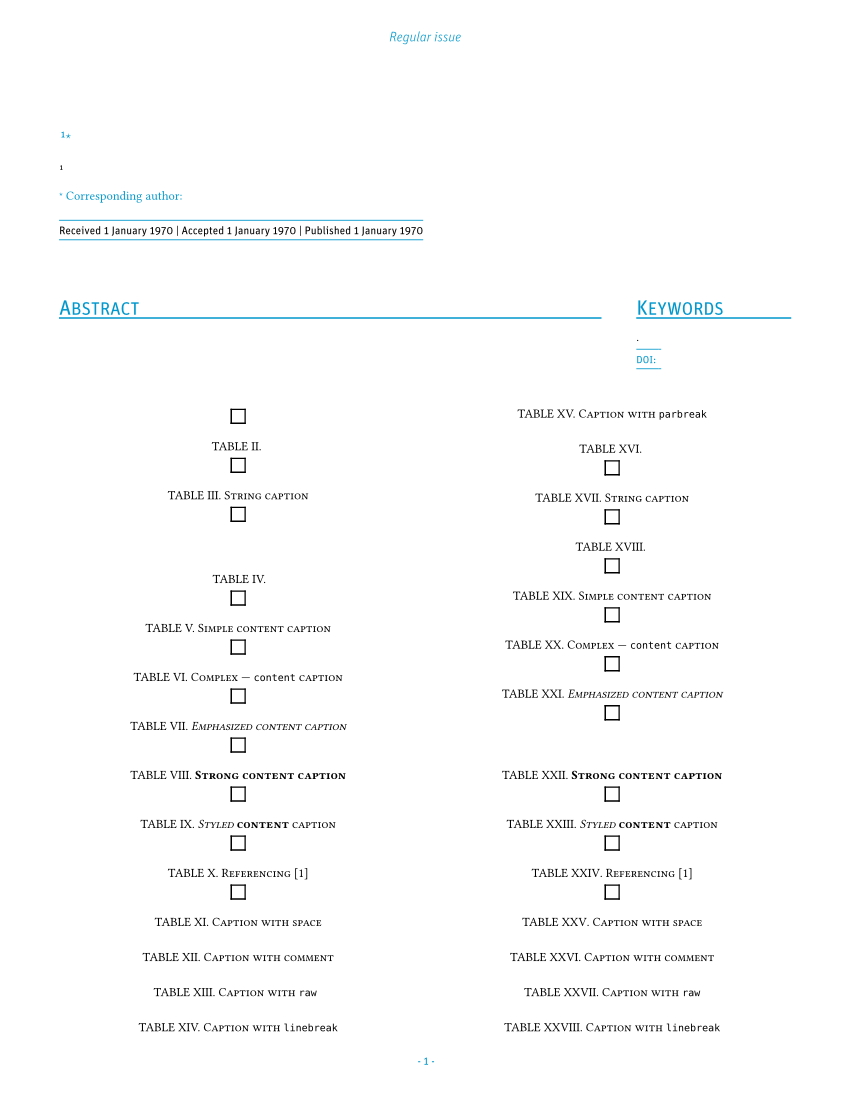 Regular issue
1*
1
* Corresponding author:
Received 1 January 1970 | Accepted 1 January 1970 | Published 1 January 1970
Abstract
Keywords
.
DOI:
TABLE II.
TABLE III. String caption
TABLE IV.
TABLE V. Simple content caption
TABLE VI. Complex — content caption
TABLE VII. Emphasized content caption
TABLE VIII. Strong content caption
TABLE IX. Styled content caption
TABLE X. Referencing [1]
TABLE XI. Caption with space
TABLE XII. Caption with comment
TABLE XIII. Caption with raw
TABLE XIV. Caption with linebreak
TABLE XV. Caption with parbreak
TABLE XVI.
TABLE XVII. String caption
TABLE XVIII.
TABLE XIX. Simple content caption
TABLE XX. Complex — content caption
TABLE XXI. Emphasized content caption
TABLE XXII. Strong content caption
TABLE XXIII. Styled content caption
TABLE XXIV. Referencing [1]
TABLE XXV. Caption with space
TABLE XXVI. Caption with comment
TABLE XXVII. Caption with raw
TABLE XXVIII. Caption with linebreak
- 1 -